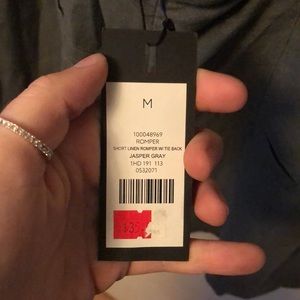 M
100048969
ROMPER
SHORT LINEN ROMPER W/TIE BACK
JASPER GRAY
1HD 191 113
0532071